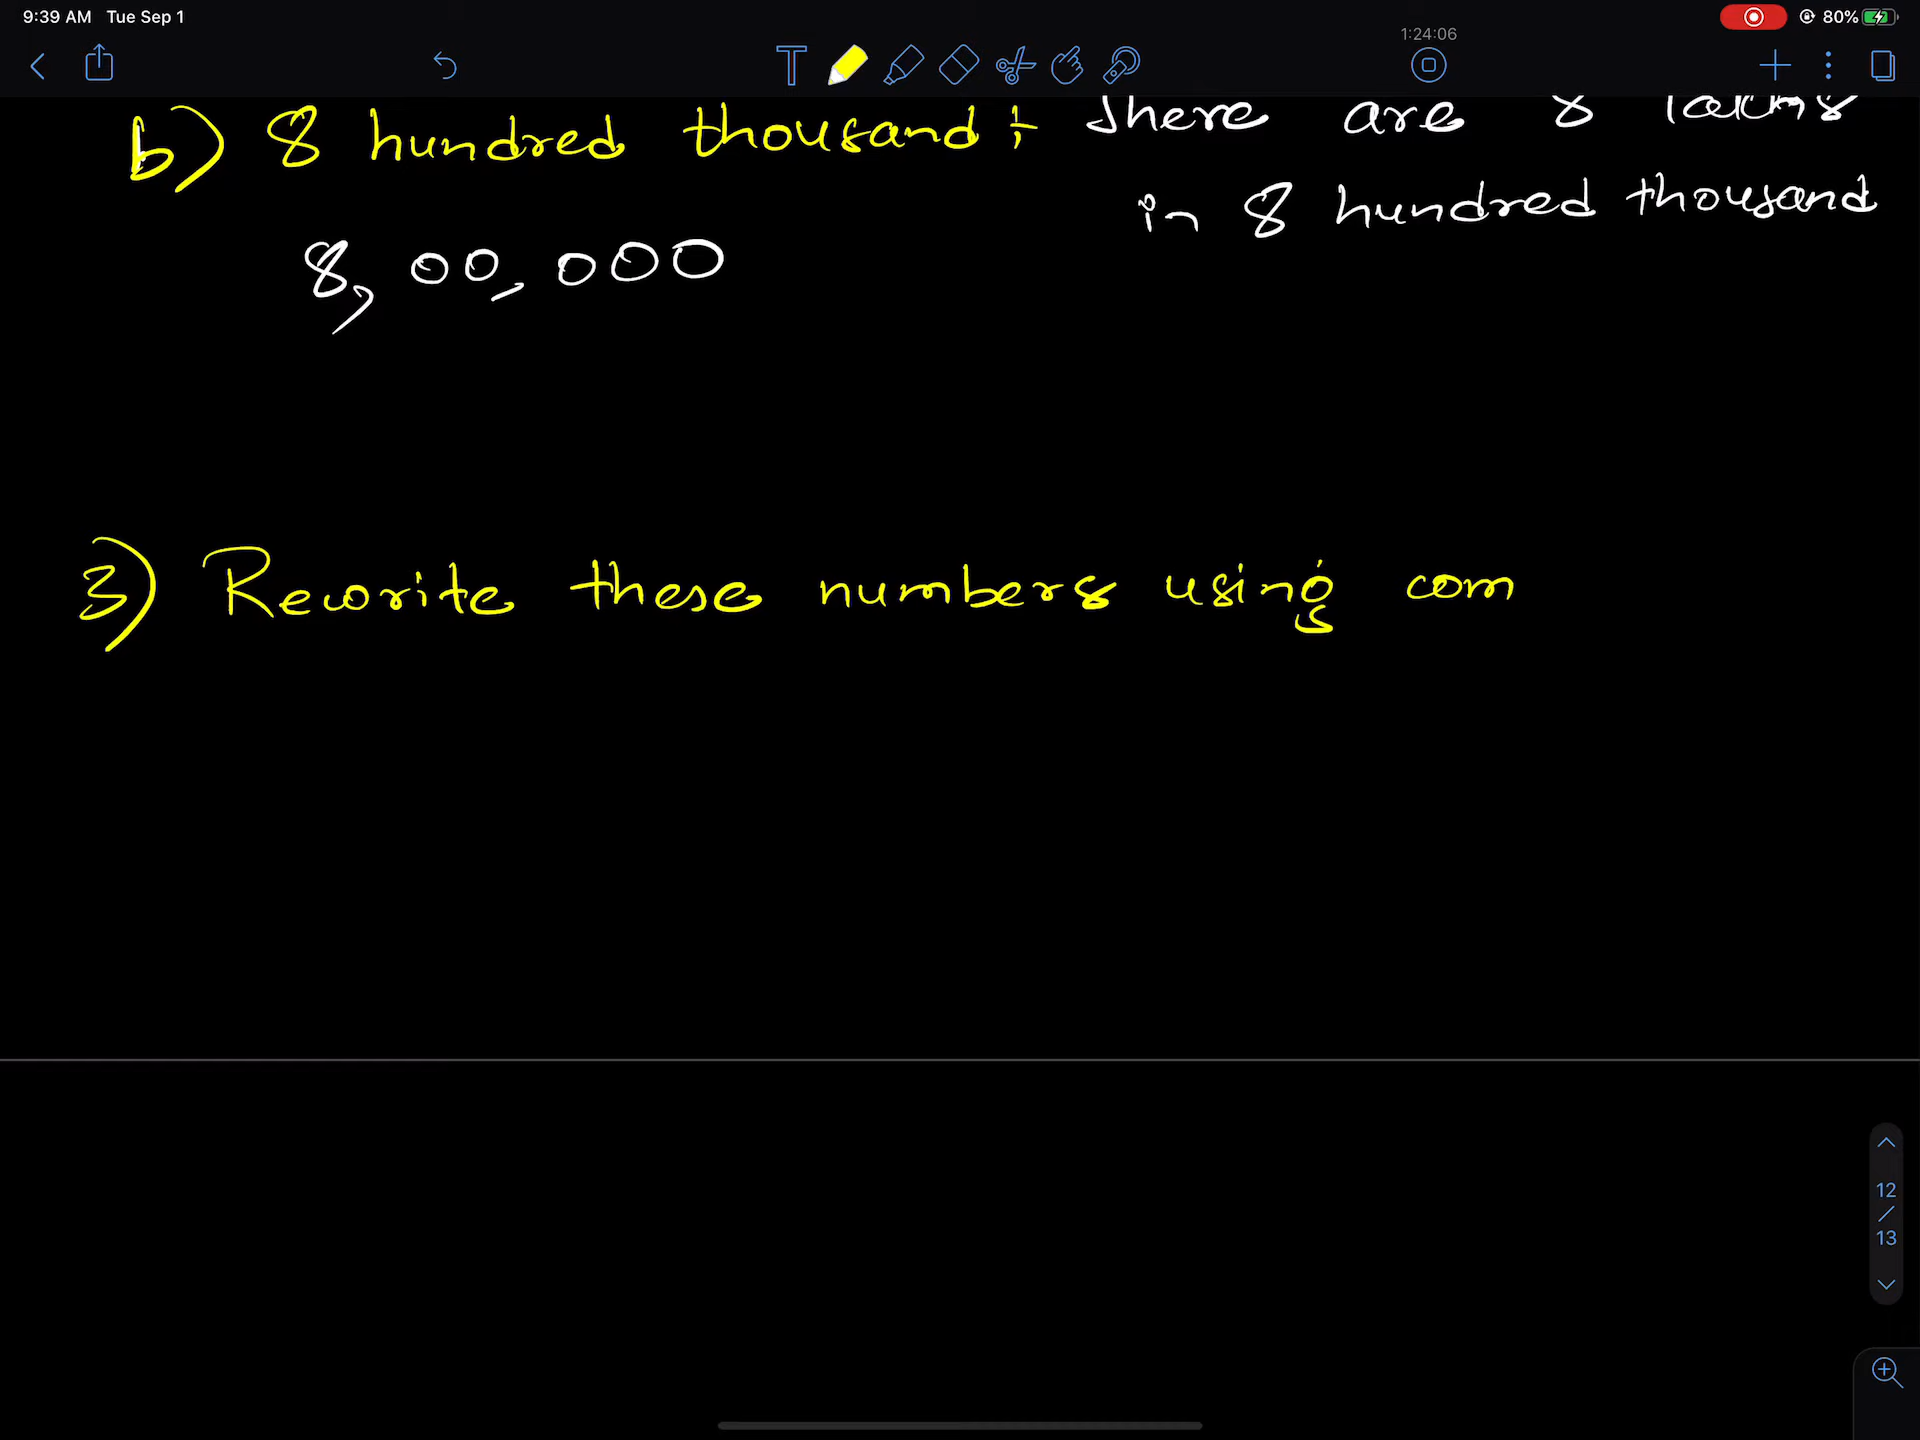 9:39 AM Tue Sep 1
80%
1:24:06
b) 8 hundred thousand :- There are 8 lakhs
in 8 hundred thousand
8,00,000
3) Rewrite these numbers using com
12
/
13